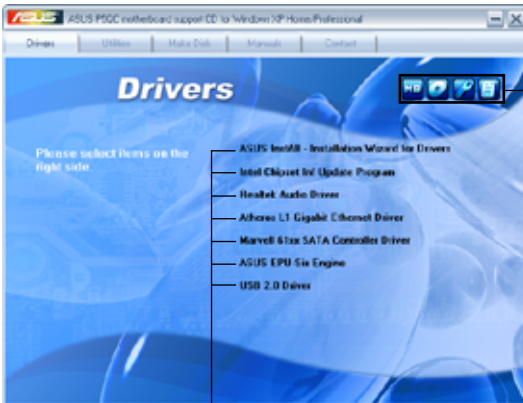 ASUS ASUS P5QC motherboard support CD for Windows XP Home/Professional
Drivers Utilities Make Disk Manuals Contact
Drivers
Please select items on the right side.
ASUS InstAll - Installation Wizard for Drivers
Intel Chipset Inf Update Program
Realtek Audio Driver
Atheros L1 Gigabit Ethernet Driver
Marvell 61xx SATA Controller Driver
ASUS EPU Six Engine
USB 2.0 Driver